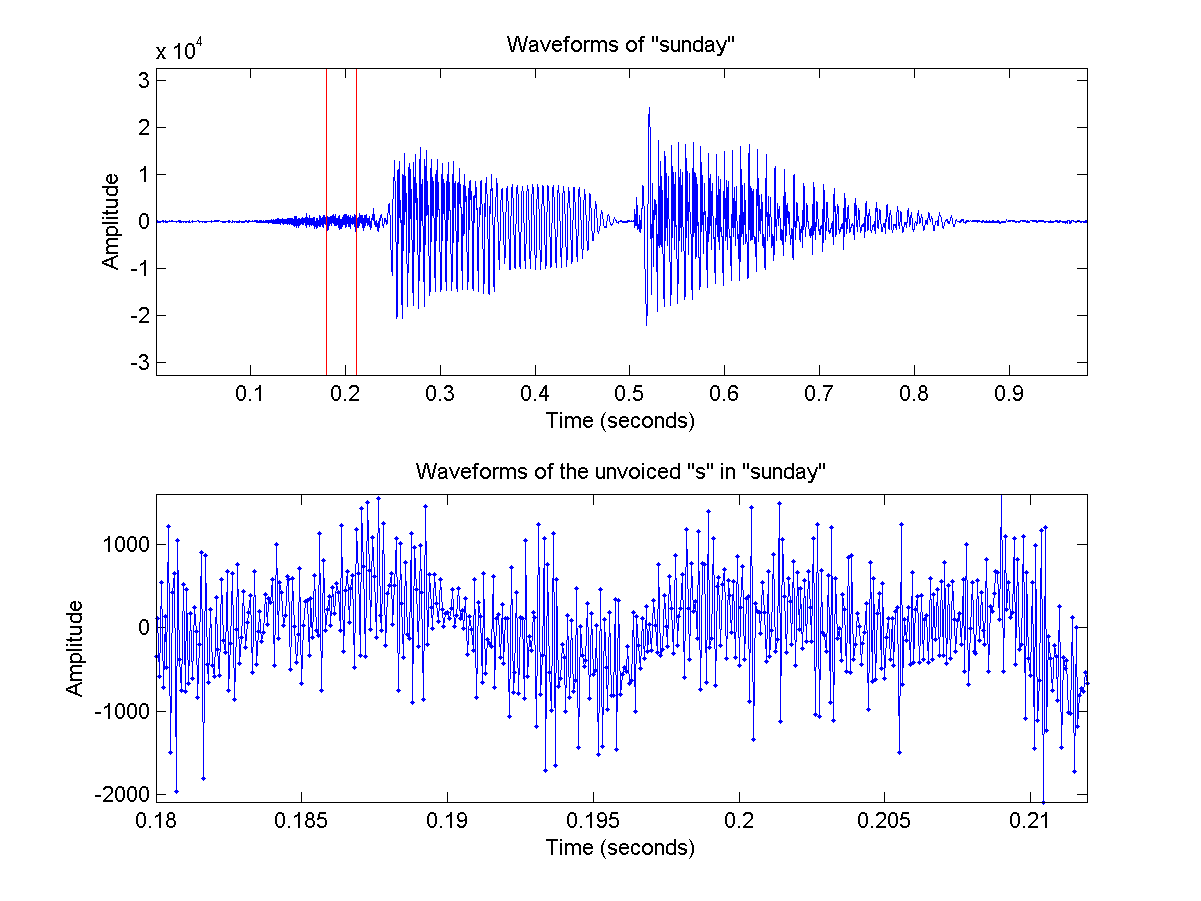 Waveforms of "sunday"
x 10^4
3
2
1
0
-1
-2
-3
Amplitude
0.1 0.2 0.3 0.4 0.5 0.6 0.7 0.8 0.9
Time (seconds)
Waveforms of the unvoiced "s" in "sunday"
1000
0
-1000
-2000
Amplitude
0.18 0.185 0.19 0.195 0.2 0.205 0.21
Time (seconds)